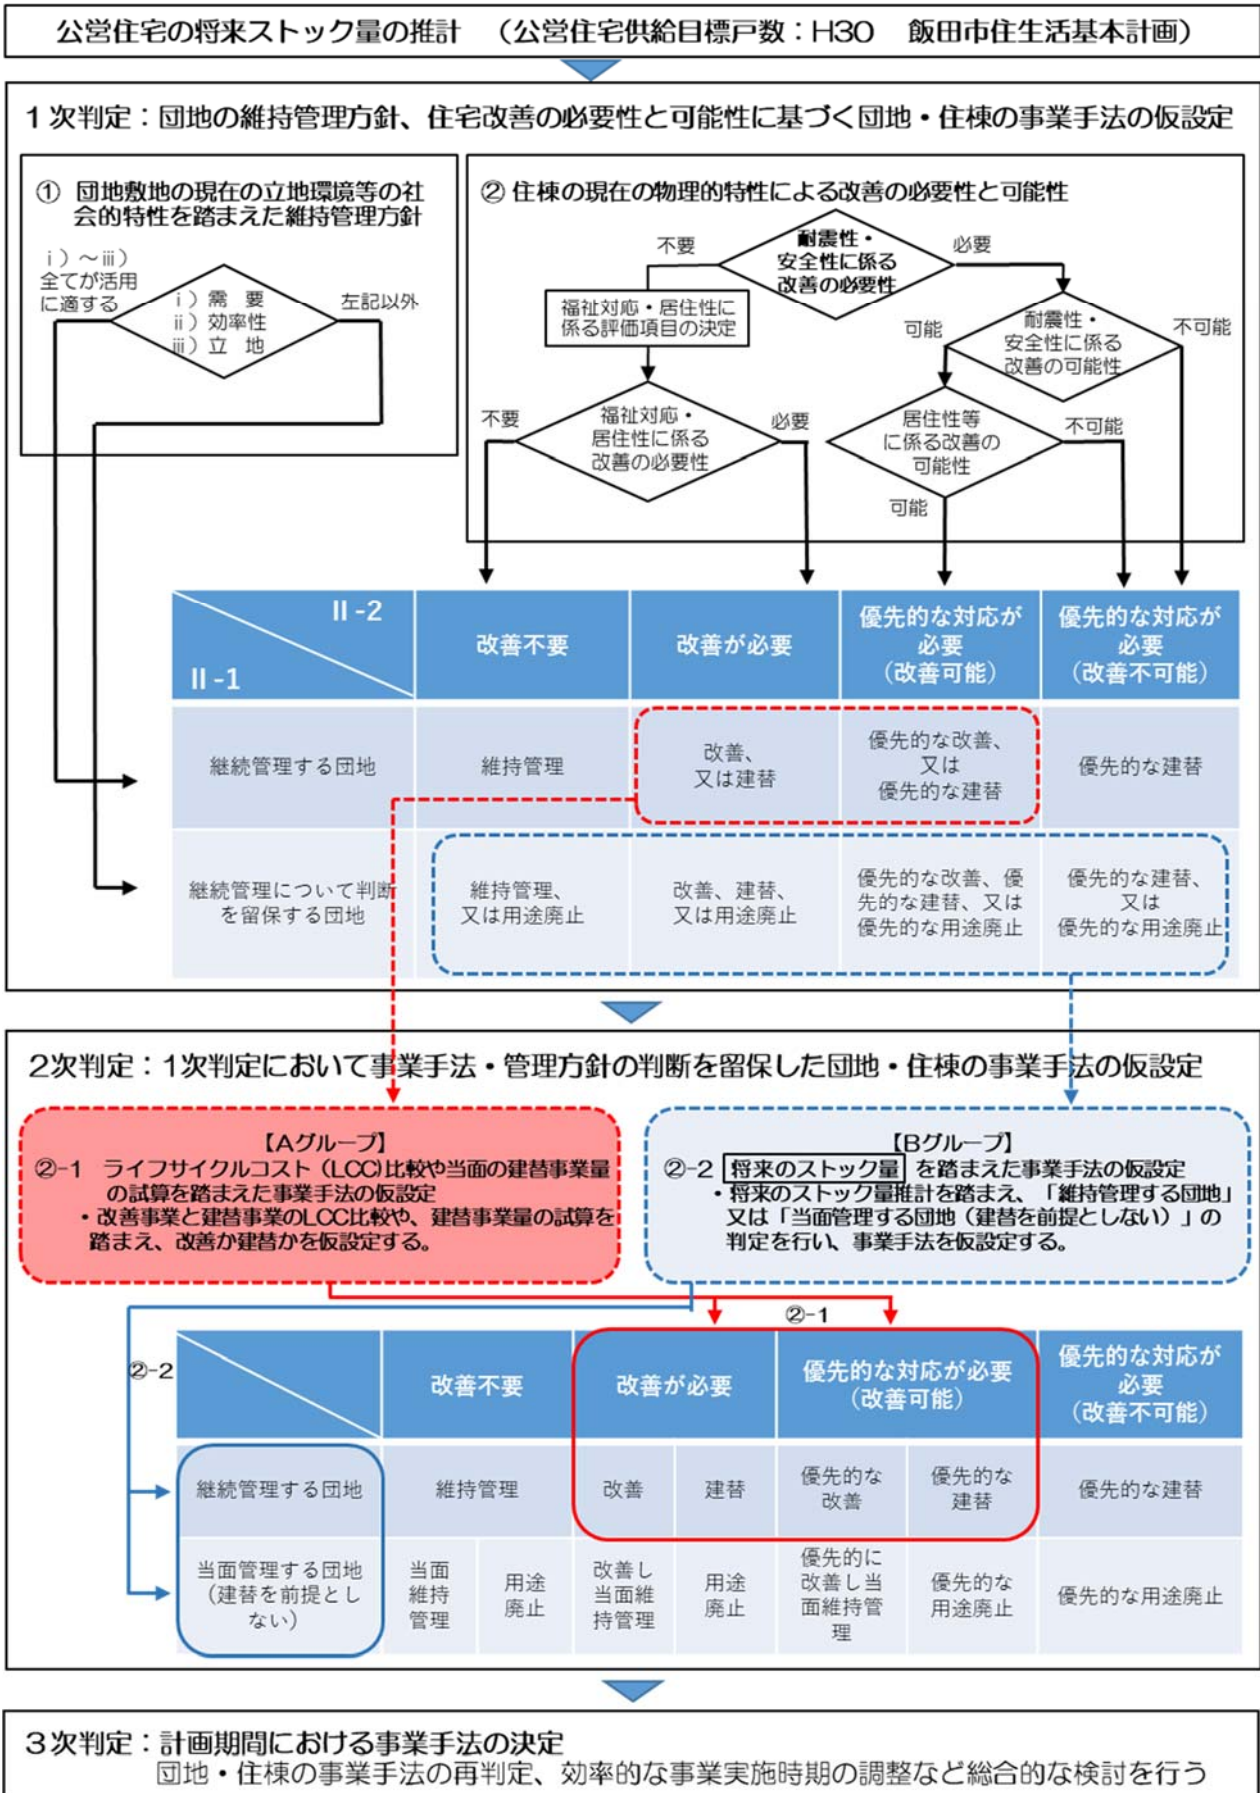 公営住宅の将来ストック量の推計　（公営住宅供給目標戸数：H30　飯田市住生活基本計画）
1次判定：団地の維持管理方針、住宅改善の必要性と可能性に基づく団地・住棟の事業手法の仮設定
① 団地敷地の現在の立地環境等の社
会的特性を踏まえた維持管理方針
ⅰ）～ⅲ）
全てが活用
に適する
ⅰ）需　要
ⅱ）効率性
ⅲ）立　地
左記以外
② 住棟の現在の物理的特性による改善の必要性と可能性
不要
耐震性・
安全性に係る
改善の必要性
必要
福祉対応・居住性に
係る評価項目の決定
可能
耐震性・
安全性に係る
改善の可能性
不可能
不要
福祉対応・
居住性に係る
改善の必要性
必要
居住性等
に係る改善の
可能性
不可能
可能
Ⅱ-2
Ⅱ-1
改善不要
改善が必要
優先的な対応が
必要
（改善可能）
優先的な対応が
必要
（改善不可能）
継続管理する団地
維持管理
改善、
又は建替
優先的な改善、
又は
優先的な建替
優先的な建替
継続管理について判断
を留保する団地
維持管理、
又は用途廃止
改善、建替、
又は用途廃止
優先的な改善、優
先的な建替、又は
優先的な用途廃止
優先的な建替、
又は
優先的な用途廃止
2次判定：1次判定において事業手法・管理方針の判断を留保した団地・住棟の事業手法の仮設定
【Aグループ】
②-1　ライフサイクルコスト（LCC）比較や当面の建替事業量
の試算を踏まえた事業手法の仮設定
・改善事業と建替事業のLCC比較や、建替事業量の試算を
踏まえ、改善か建替かを仮設定する。
【Bグループ】
②-2 将来のストック量 を踏まえた事業手法の仮設定
・将来のストック量推計を踏まえ、「維持管理する団地」
又は「当面管理する団地（建替を前提としない）」の
判定を行い、事業手法を仮設定する。
②-1
②-2
改善不要
改善が必要
優先的な対応が必要
（改善可能）
優先的な対応が
必要
（改善不可能）
継続管理する団地
維持管理
改善
建替
優先的な
改善
優先的な
建替
優先的な建替
当面管理する団地
（建替を前提とし
ない）
当面
維持
管理
用途
廃止
改善し
当面維
持管理
用途
廃止
優先的に
改善し当
面維持管
理
優先的な
用途廃止
優先的な用途廃止
3次判定：計画期間における事業手法の決定
団地・住棟の事業手法の再判定、効率的な事業実施時期の調整など総合的な検討を行う